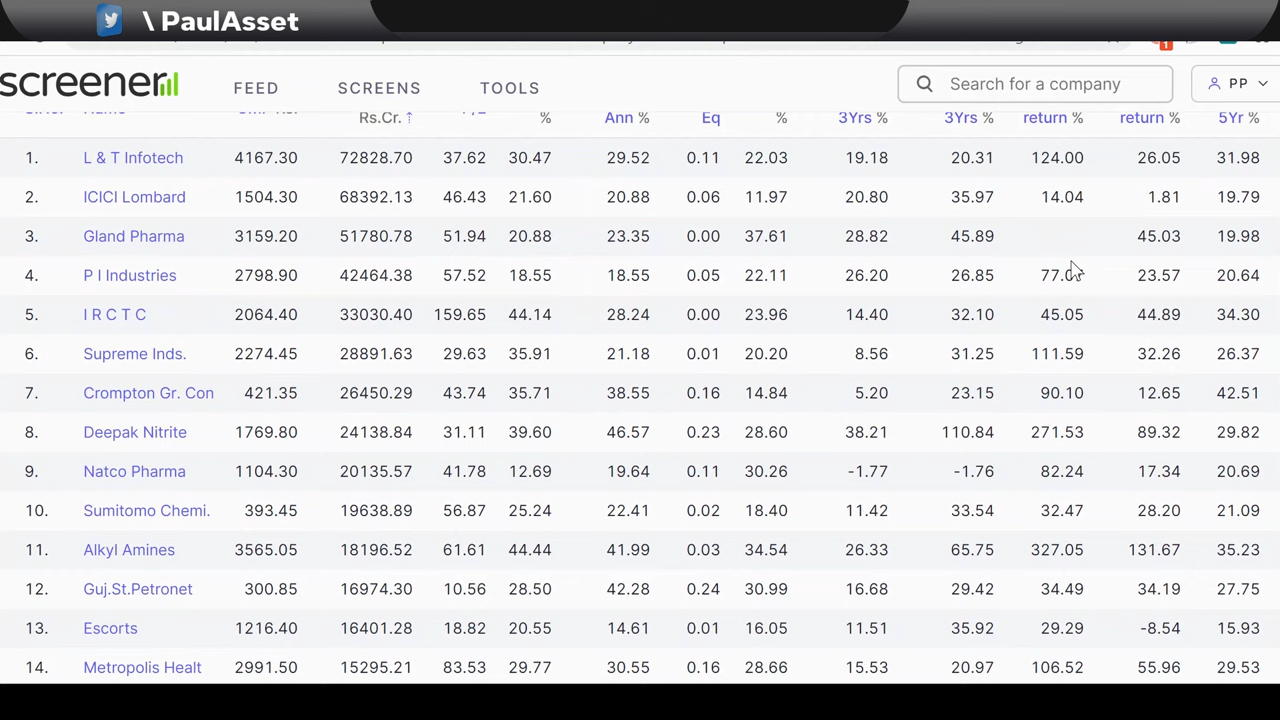 \ PaulAsset
screener
FEED SCREENS TOOLS Search for a company PP
1
Rs.Cr. ↑ % Ann % Eq % 3Yrs % 3Yrs % return % return % 5Yr %
1. L & T Infotech 4167.30 72828.70 37.62 30.47 29.52 0.11 22.03 19.18 20.31 124.00 26.05 31.98
2. ICICI Lombard 1504.30 68392.13 46.43 21.60 20.88 0.06 11.97 20.80 35.97 14.04 1.81 19.79
3. Gland Pharma 3159.20 51780.78 51.94 20.88 23.35 0.00 37.61 28.82 45.89 45.03 19.98
4. P I Industries 2798.90 42464.38 57.52 18.55 18.55 0.05 22.11 26.20 26.85 23.57 20.64
5. I R C T C 2064.40 33030.40 159.65 44.14 28.24 0.00 23.96 14.40 32.10 45.05 44.89 34.30
6. Supreme Inds. 2274.45 28891.63 29.63 35.91 21.18 0.01 20.20 8.56 31.25 111.59 32.26 26.37
7. Crompton Gr. Con 421.35 26450.29 43.74 35.71 38.55 0.16 14.84 5.20 23.15 90.10 12.65 42.51
8. Deepak Nitrite 1769.80 24138.84 31.11 39.60 46.57 0.23 28.60 38.21 110.84 271.53 89.32 29.82
9. Natco Pharma 1104.30 20135.57 41.78 12.69 19.64 0.11 30.26 -1.77 -1.76 82.24 17.34 20.69
10. Sumitomo Chemi. 393.45 19638.89 56.87 25.24 22.41 0.02 18.40 11.42 33.54 32.47 28.20 21.09
11. Alkyl Amines 3565.05 18196.52 61.61 44.44 41.99 0.03 34.54 26.33 65.75 327.05 131.67 35.23
12. Guj.St.Petronet 300.85 16974.30 10.56 28.50 42.28 0.24 30.99 16.68 29.42 34.49 34.19 27.75
13. Escorts 1216.40 16401.28 18.82 20.55 14.61 0.01 16.05 11.51 35.92 29.29 -8.54 15.93
14. Metropolis Healt 2991.50 15295.21 83.53 29.77 30.55 0.16 28.66 15.53 20.97 106.52 55.96 29.53